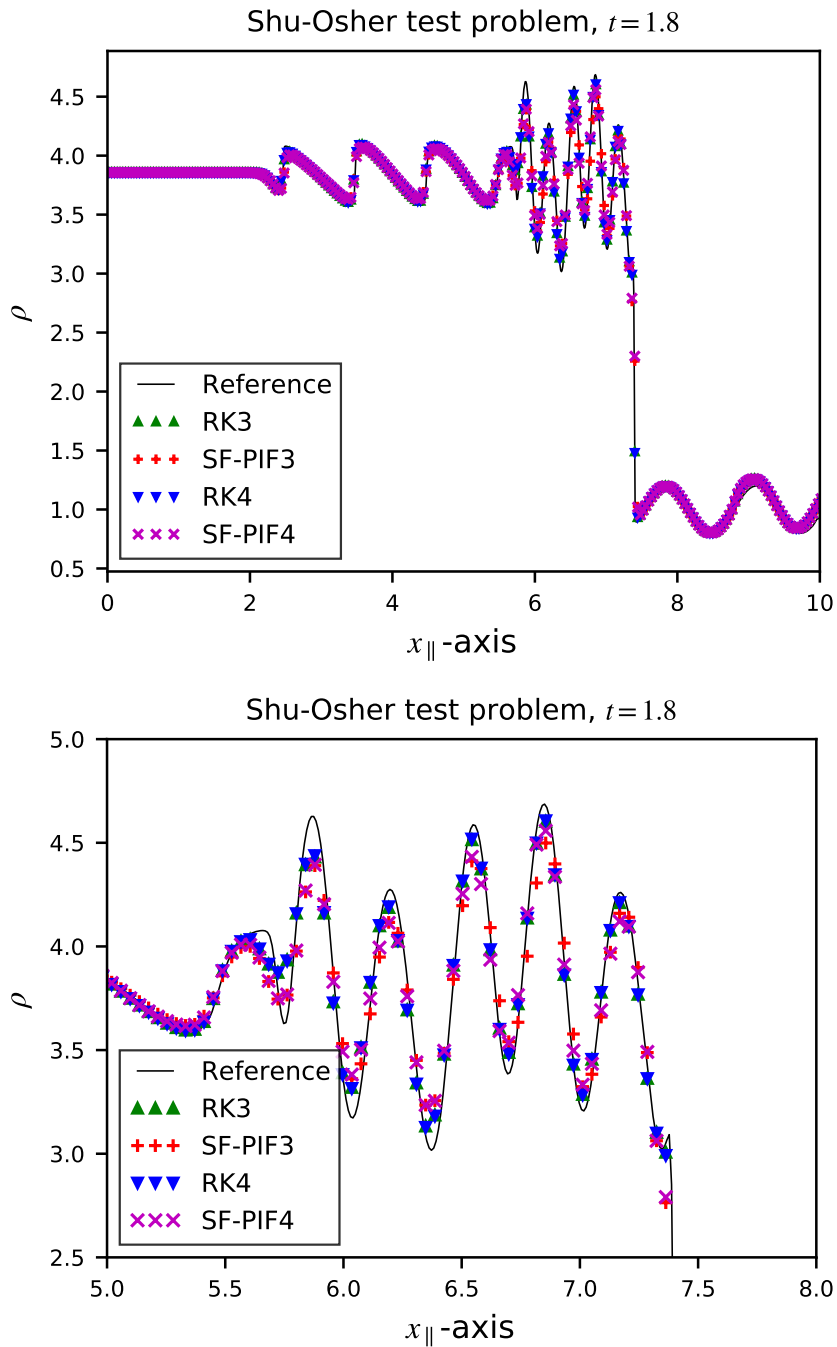 Shu-Osher test problem, t = 1.8
4.5
4.0
3.5
3.0
2.5
2.0
1.5
1.0
0.5
ρ
Reference
RK3
SF-PIF3
RK4
SF-PIF4
0 2 4 6 8 10
x∥-axis
Shu-Osher test problem, t = 1.8
5.0
4.5
4.0
3.5
3.0
2.5
ρ
Reference
RK3
SF-PIF3
RK4
SF-PIF4
5.0 5.5 6.0 6.5 7.0 7.5 8.0
x∥-axis